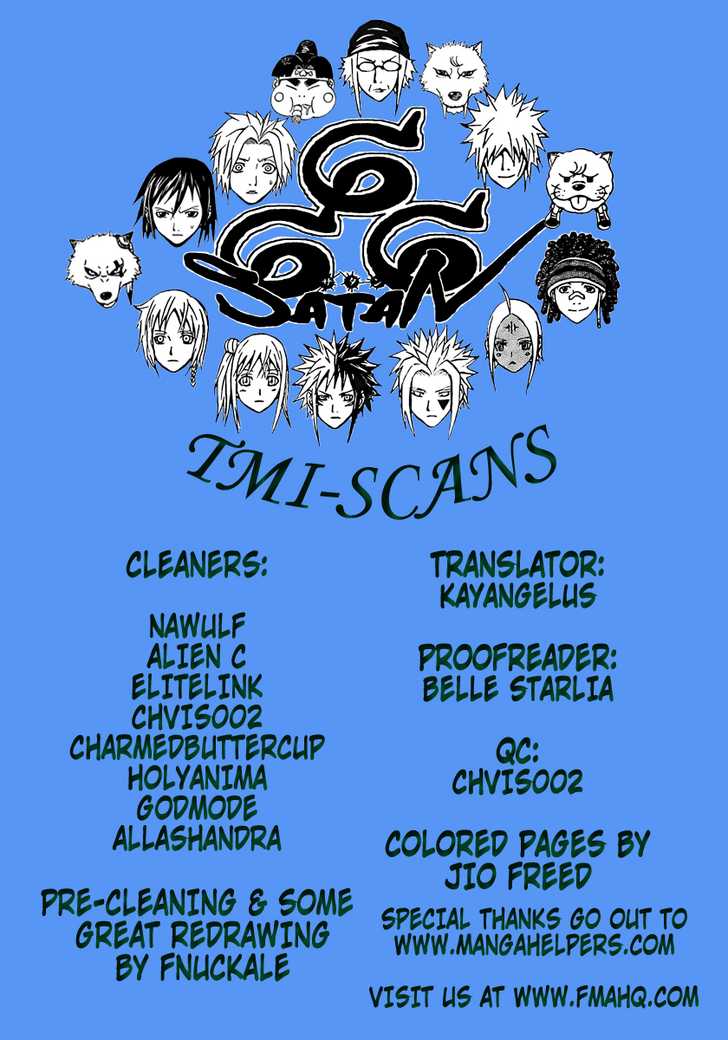 666
SATAN
TMI-SCANS
CLEANERS:
NAWULF
ALIEN C
ELITELINK
CHVIS002
CHARMEDBUTTERCUP
HOLYANIMA
GODMODE
ALLASHANDRA
PRE-CLEANING & SOME
GREAT REDRAWING
BY FNUCKALE
TRANSLATOR:
KAYANGELUS
PROOFREADER:
BELLE STARLIA
QC:
CHVIS002
COLORED PAGES BY
JIO FREED
SPECIAL THANKS GO OUT TO
WWW.MANGAHELPERS.COM
VISIT US AT WWW.FMAHQ.COM